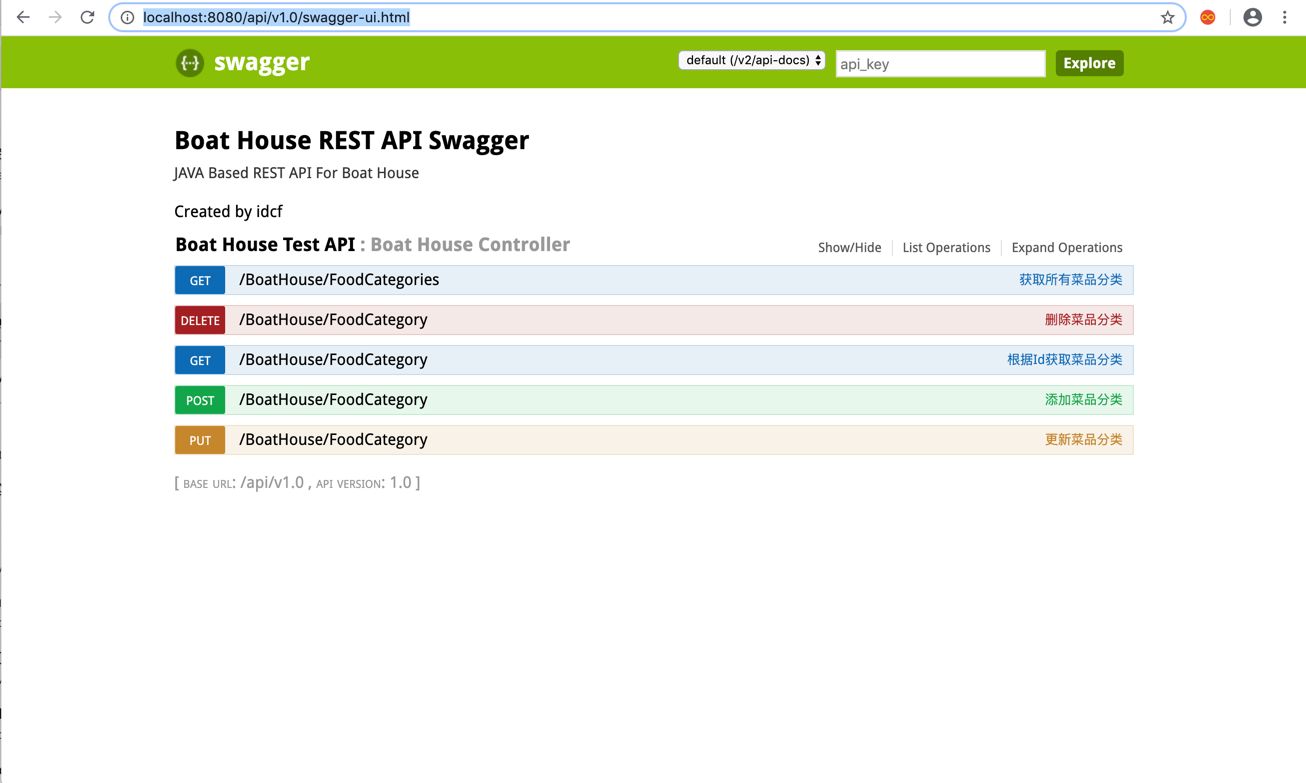 localhost:8080/api/v1.0/swagger-ui.html
{··} swagger default (/v2/api-docs) api_key Explore
Boat House REST API Swagger
JAVA Based REST API For Boat House
Created by idcf
Boat House Test API : Boat House Controller Show/Hide List Operations Expand Operations
GET /BoatHouse/FoodCategories 获取所有菜品分类
DELETE /BoatHouse/FoodCategory 删除菜品分类
GET /BoatHouse/FoodCategory 根据Id获取菜品分类
POST /BoatHouse/FoodCategory 添加菜品分类
PUT /BoatHouse/FoodCategory 更新菜品分类
[ BASE URL: /api/v1.0 , API VERSION: 1.0 ]